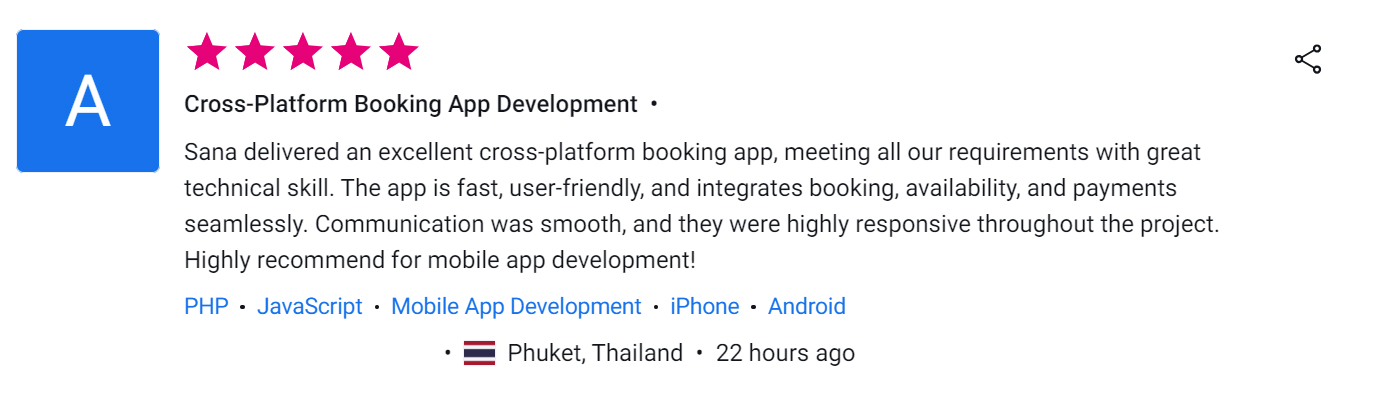 A
Cross-Platform Booking App Development •
Sana delivered an excellent cross-platform booking app, meeting all our requirements with great
technical skill. The app is fast, user-friendly, and integrates booking, availability, and payments
seamlessly. Communication was smooth, and they were highly responsive throughout the project.
Highly recommend for mobile app development!
PHP • JavaScript • Mobile App Development • iPhone • Android
• Phuket, Thailand • 22 hours ago